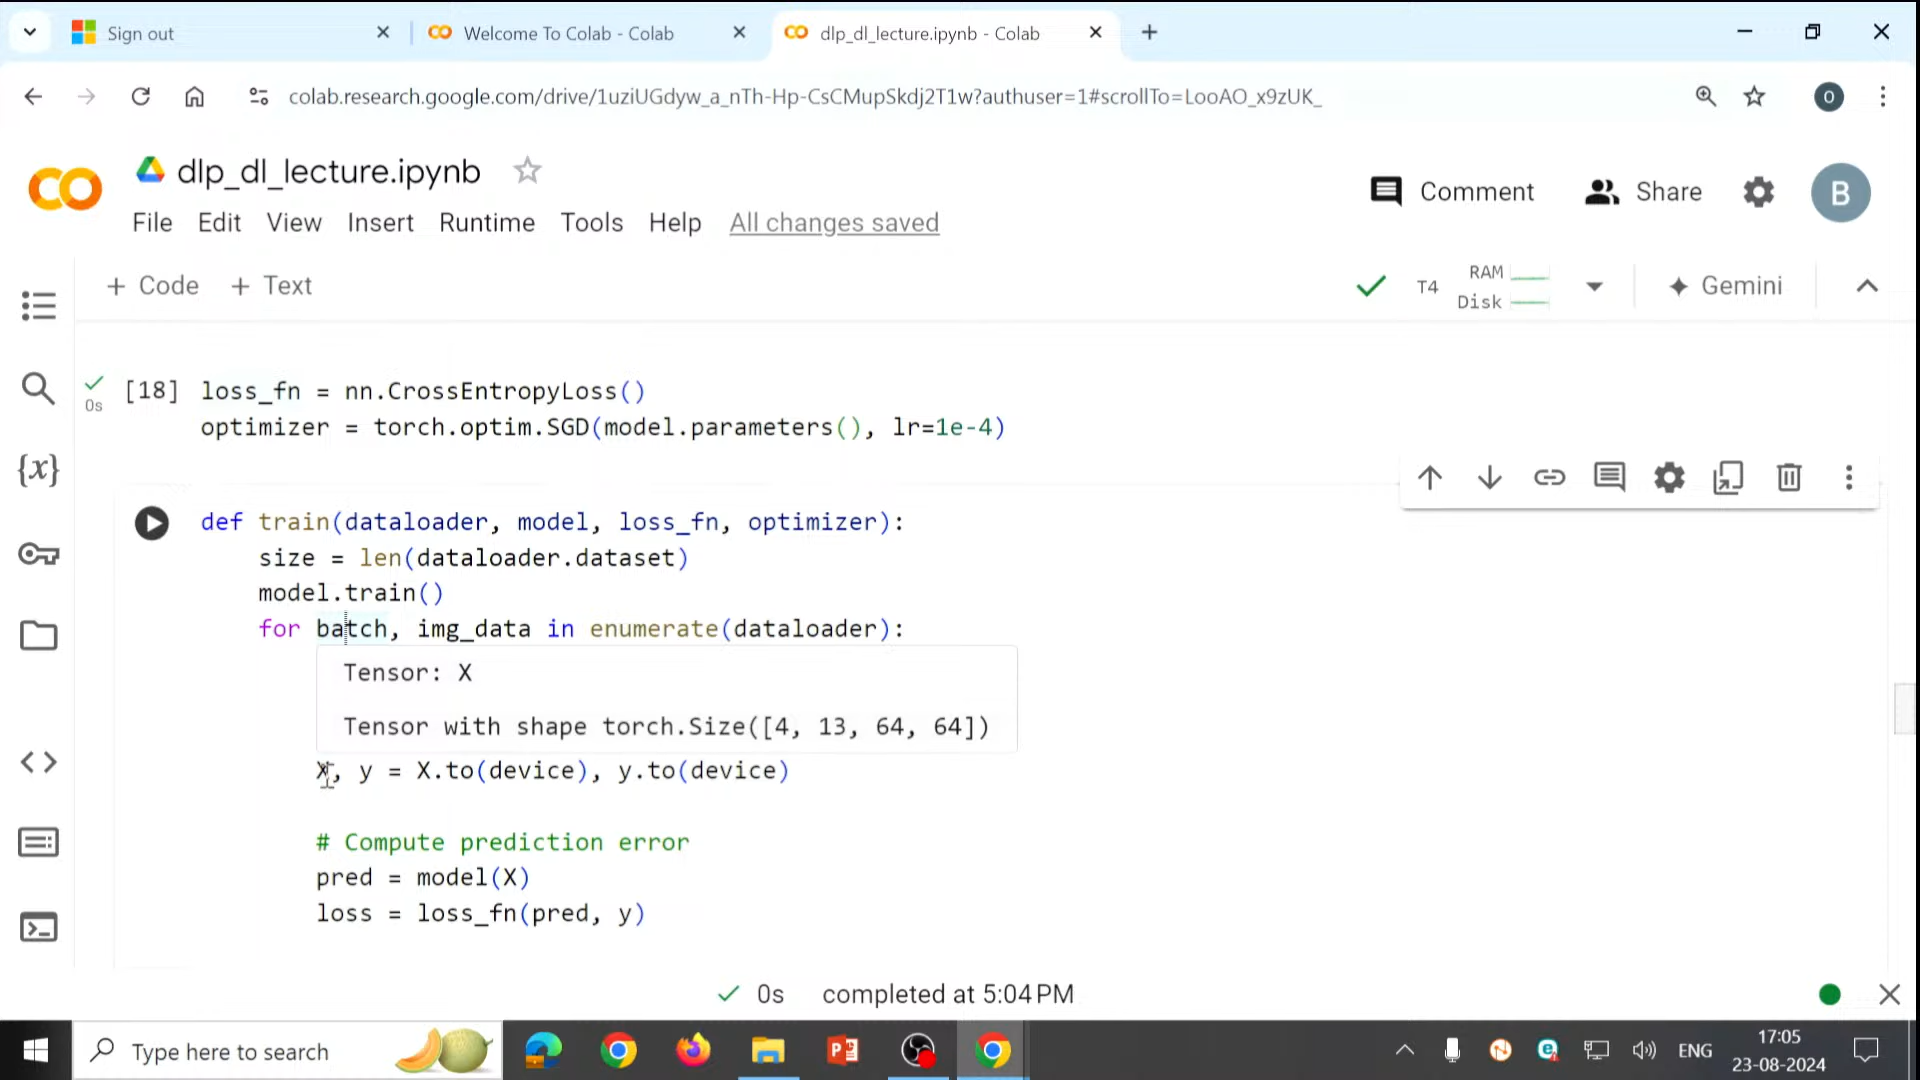 Sign out
Welcome To Colab - Colab
dlp_dl_lecture.ipynb - Colab
colab.research.google.com/drive/1uziUGdyw_a_nTh-Hp-CsCMupSkdj2T1w?authuser=1#scrollTo=LooAO_x9zUK_
O
CO
dlp_dl_lecture.ipynb
Comment
Share
B
File Edit View Insert Runtime Tools Help All changes saved
+ Code + Text
T4
RAM
Disk
Gemini
0s
[18] loss_fn = nn.CrossEntropyLoss()
optimizer = torch.optim.SGD(model.parameters(), lr=1e-4)
{x}
def train(dataloader, model, loss_fn, optimizer):
size = len(dataloader.dataset)
model.train()
for batch, img_data in enumerate(dataloader):
Tensor: X
Tensor with shape torch.Size([4, 13, 64, 64])
X, y = X.to(device), y.to(device)
# Compute prediction error
pred = model(X)
loss = loss_fn(pred, y)
0s completed at 5:04 PM
Type here to search
ENG
17:05
23-08-2024